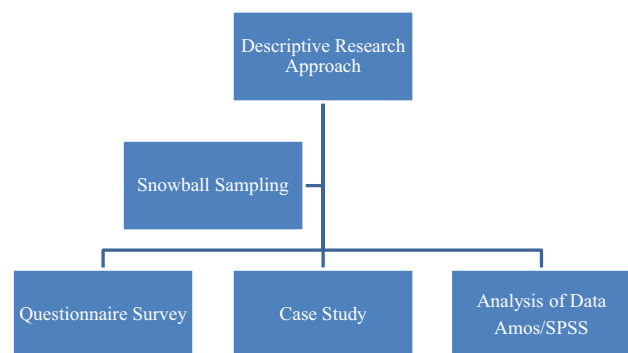 Descriptive Research
Approach
Snowball Sampling
Questionnaire Survey
Case Study
Analysis of Data
Amos/SPSS